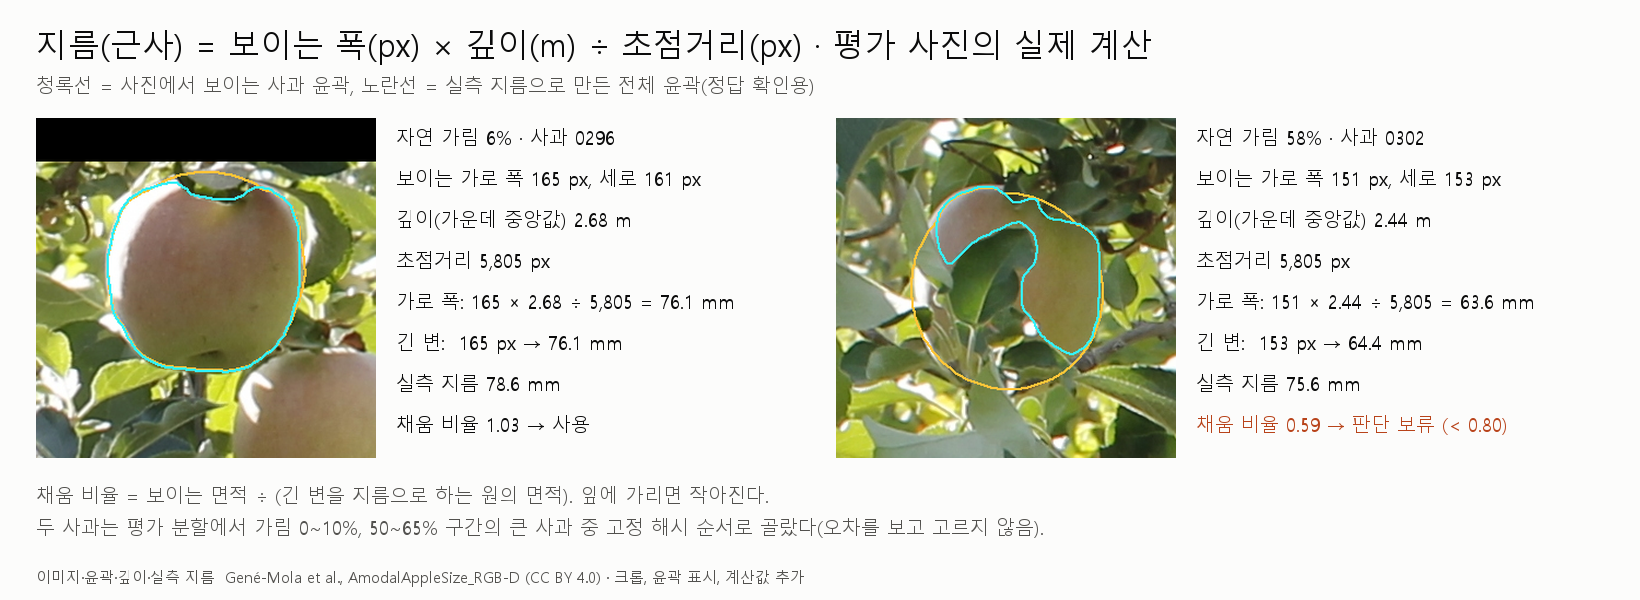 지름(근사) = 보이는 폭(px) × 깊이(m) ÷ 초점거리(px) · 평가 사진의 실제 계산
청록선 = 사진에서 보이는 사과 윤곽, 노란선 = 실측 지름으로 만든 전체 윤곽(정답 확인용)
자연 가림 6% · 사과 0296
보이는 가로 폭 165 px, 세로 161 px
깊이(가운데 중앙값) 2.68 m
초점거리 5,805 px
가로 폭: 165 × 2.68 ÷ 5,805 = 76.1 mm
긴 변: 165 px → 76.1 mm
실측 지름 78.6 mm
채움 비율 1.03 → 사용
자연 가림 58% · 사과 0302
보이는 가로 폭 151 px, 세로 153 px
깊이(가운데 중앙값) 2.44 m
초점거리 5,805 px
가로 폭: 151 × 2.44 ÷ 5,805 = 63.6 mm
긴 변: 153 px → 64.4 mm
실측 지름 75.6 mm
채움 비율 0.59 → 판단 보류 (< 0.80)
채움 비율 = 보이는 면적 ÷ (긴 변을 지름으로 하는 원의 면적). 잎에 가리면 작아진다.
두 사과는 평가 분할에서 가림 0~10%, 50~65% 구간의 큰 사과 중 고정 해시 순서로 골랐다(오차를 보고 고르지 않음).
이미지·윤곽·깊이·실측 지름 Gené-Mola et al., AmodalAppleSize_RGB-D (CC BY 4.0) · 크롭, 윤곽 표시, 계산값 추가